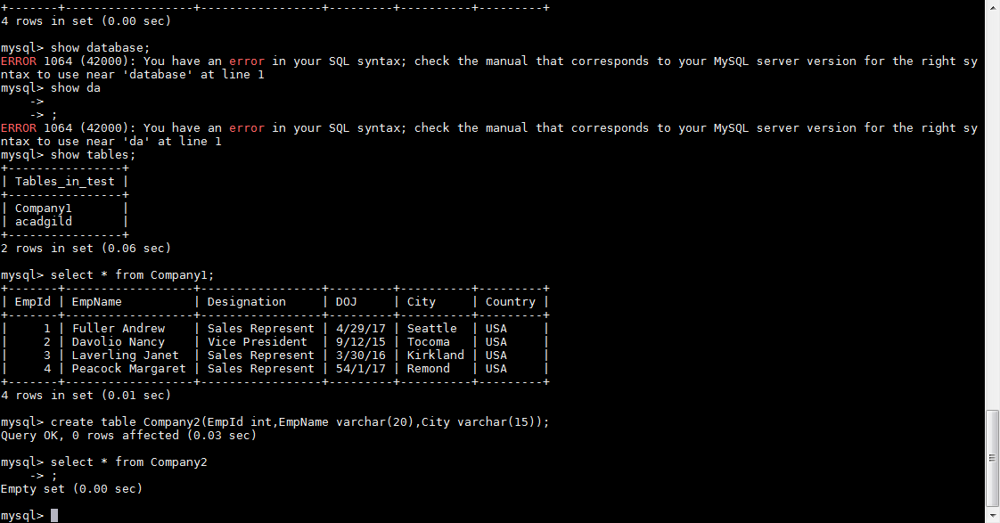 +-------+------------------+-----------------+---------+----------+---------+
4 rows in set (0.00 sec)
mysql> show database;
ERROR 1064 (42000): You have an error in your SQL syntax; check the manual that corresponds to your MySQL server version for the right sy
ntax to use near 'database' at line 1
mysql> show da
    ->
    -> ;
ERROR 1064 (42000): You have an error in your SQL syntax; check the manual that corresponds to your MySQL server version for the right sy
ntax to use near 'da' at line 1
mysql> show tables;
+----------------+
| Tables_in_test |
+----------------+
| Company1       |
| acadgild       |
+----------------+
2 rows in set (0.06 sec)
mysql> select * from Company1;
+-------+------------------+-----------------+---------+----------+---------+
| EmpId | EmpName          | Designation     | DOJ     | City     | Country |
+-------+------------------+-----------------+---------+----------+---------+
|     1 | Fuller Andrew    | Sales Represent | 4/29/17 | Seattle  | USA     |
|     2 | Davolio Nancy    | Vice President  | 9/12/15 | Tocoma   | USA     |
|     3 | Laverling Janet  | Sales Represent | 3/30/16 | Kirkland | USA     |
|     4 | Peacock Margaret | Sales Represent | 54/1/17 | Remond   | USA     |
+-------+------------------+-----------------+---------+----------+---------+
4 rows in set (0.01 sec)
mysql> create table Company2(EmpId int,EmpName varchar(20),City varchar(15));
Query OK, 0 rows affected (0.03 sec)
mysql> select * from Company2
    -> ;
Empty set (0.00 sec)
mysql>